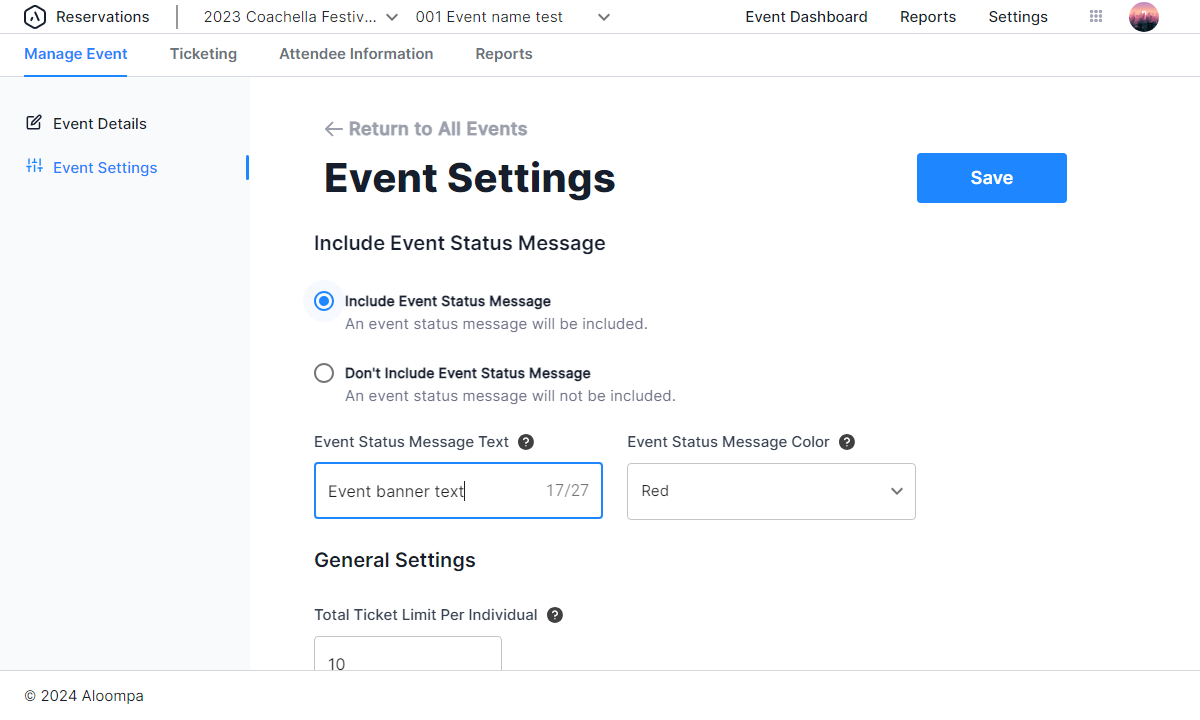 Reservations 2023 Coachella Festiv... 001 Event name test Event Dashboard Reports Settings
Manage Event Ticketing Attendee Information Reports
Event Details
Event Settings
Return to All Events
Event Settings
Save
Include Event Status Message
Include Event Status Message
An event status message will be included.
Don't Include Event Status Message
An event status message will not be included.
Event Status Message Text ? Event Status Message Color ?
Event banner text 17/27 Red
General Settings
Total Ticket Limit Per Individual ?
10
© 2024 Aloompa